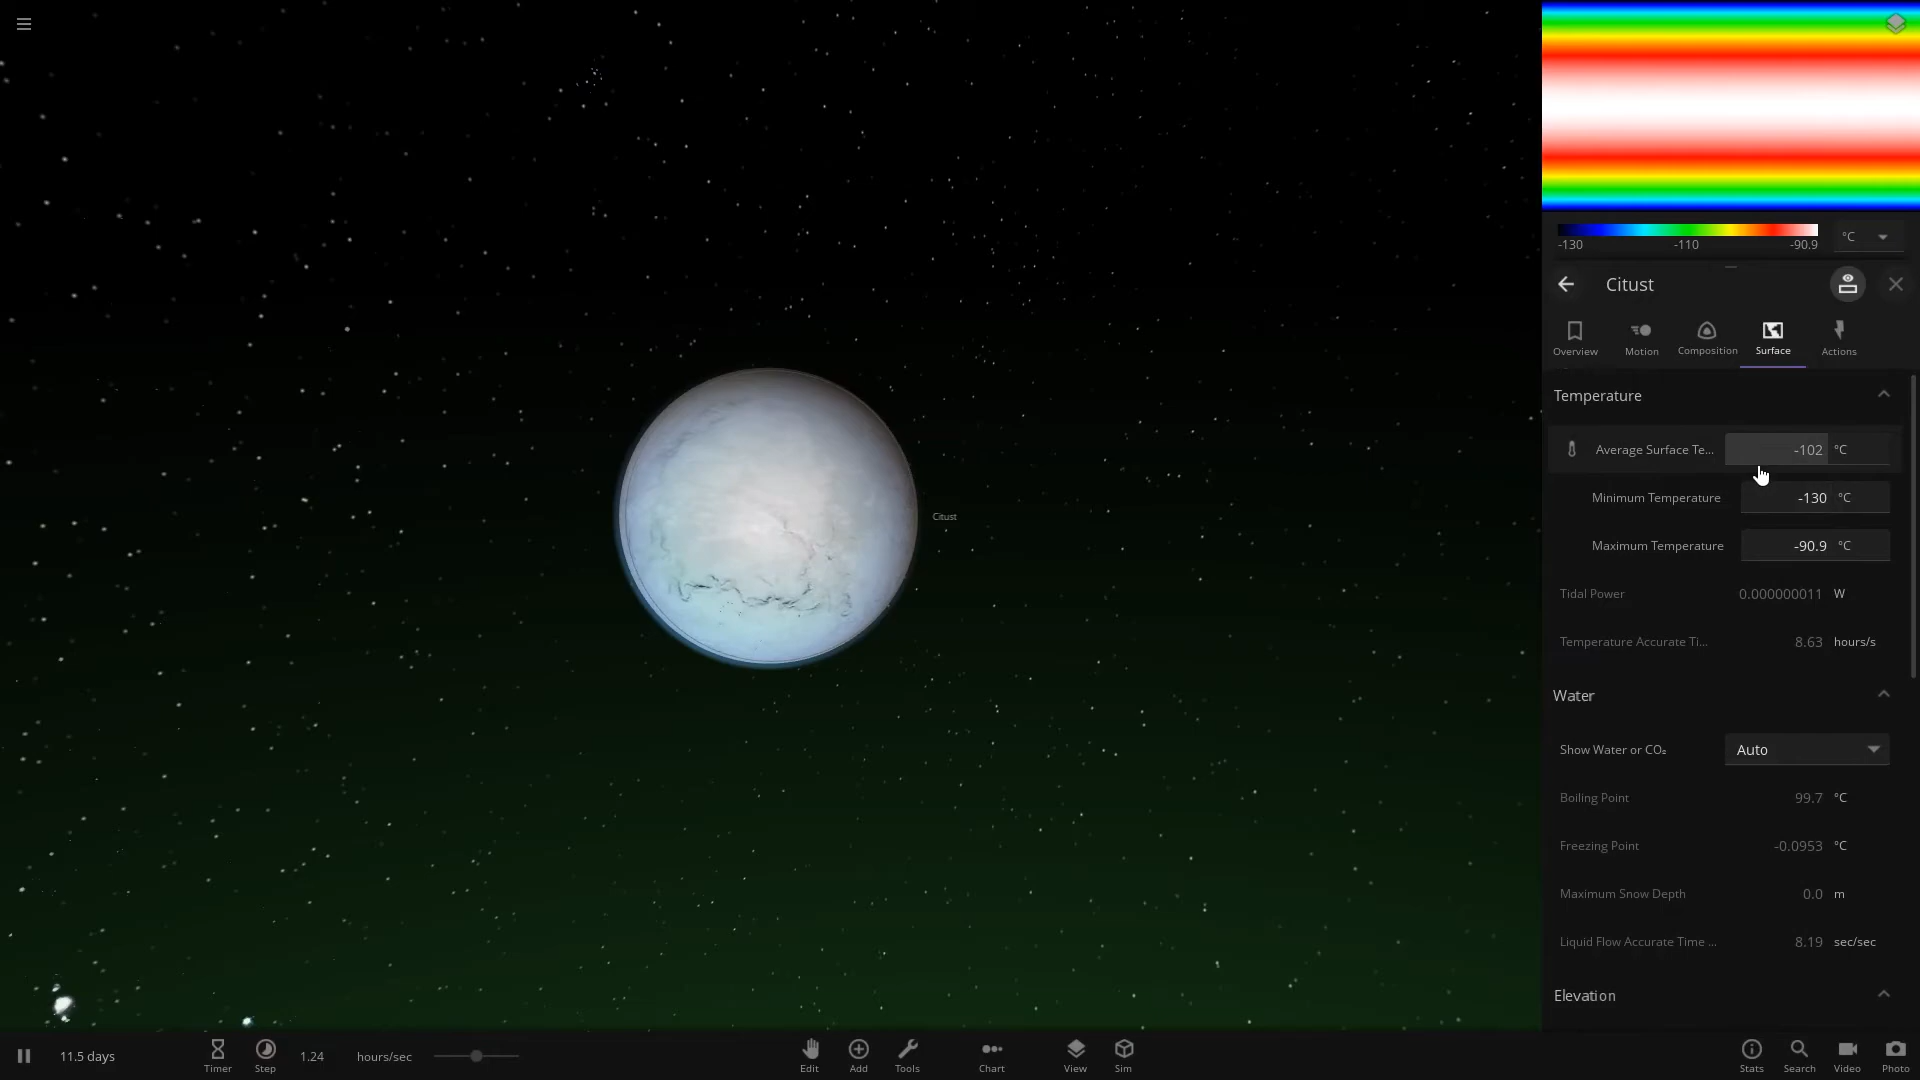 -130 -110 -90.9 °C
Citust
Overview Motion Composition Surface Actions
Temperature
Average Surface Te... -102 °C
Minimum Temperature -130 °C
Citust
Maximum Temperature -90.9 °C
Tidal Power 0.000000011 W
Temperature Accurate Ti... 8.63 hours/s
Water
Show Water or CO₂ Auto
Boiling Point 99.7 °C
Freezing Point -0.0953 °C
Maximum Snow Depth 0.0 m
Liquid Flow Accurate Time ... 8.19 sec/sec
Elevation
11.5 days 1.24 hours/sec
Timer Step Edit Add Tools Chart View Sim Stats Search Video Photo